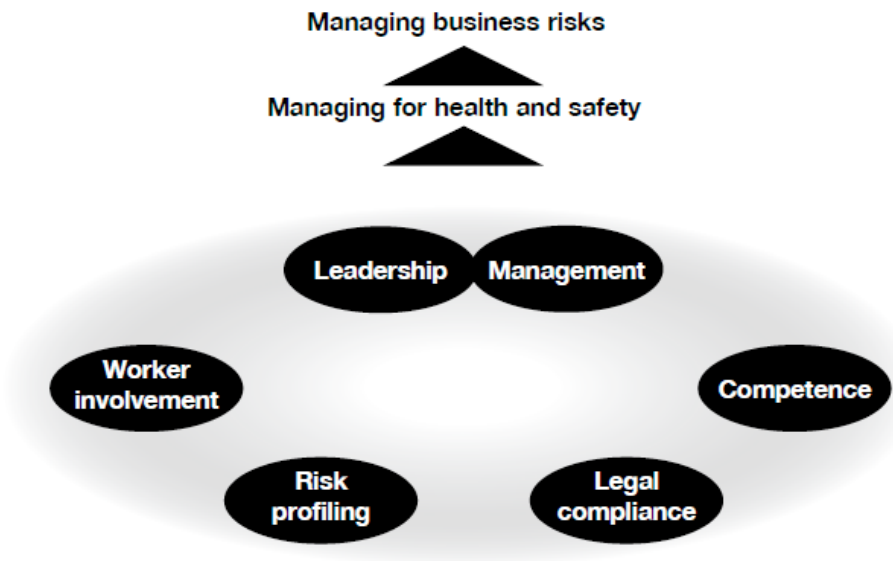 Managing business risks
Managing for health and safety
Leadership
Management
Worker
involvement
Competence
Risk
profiling
Legal
compliance